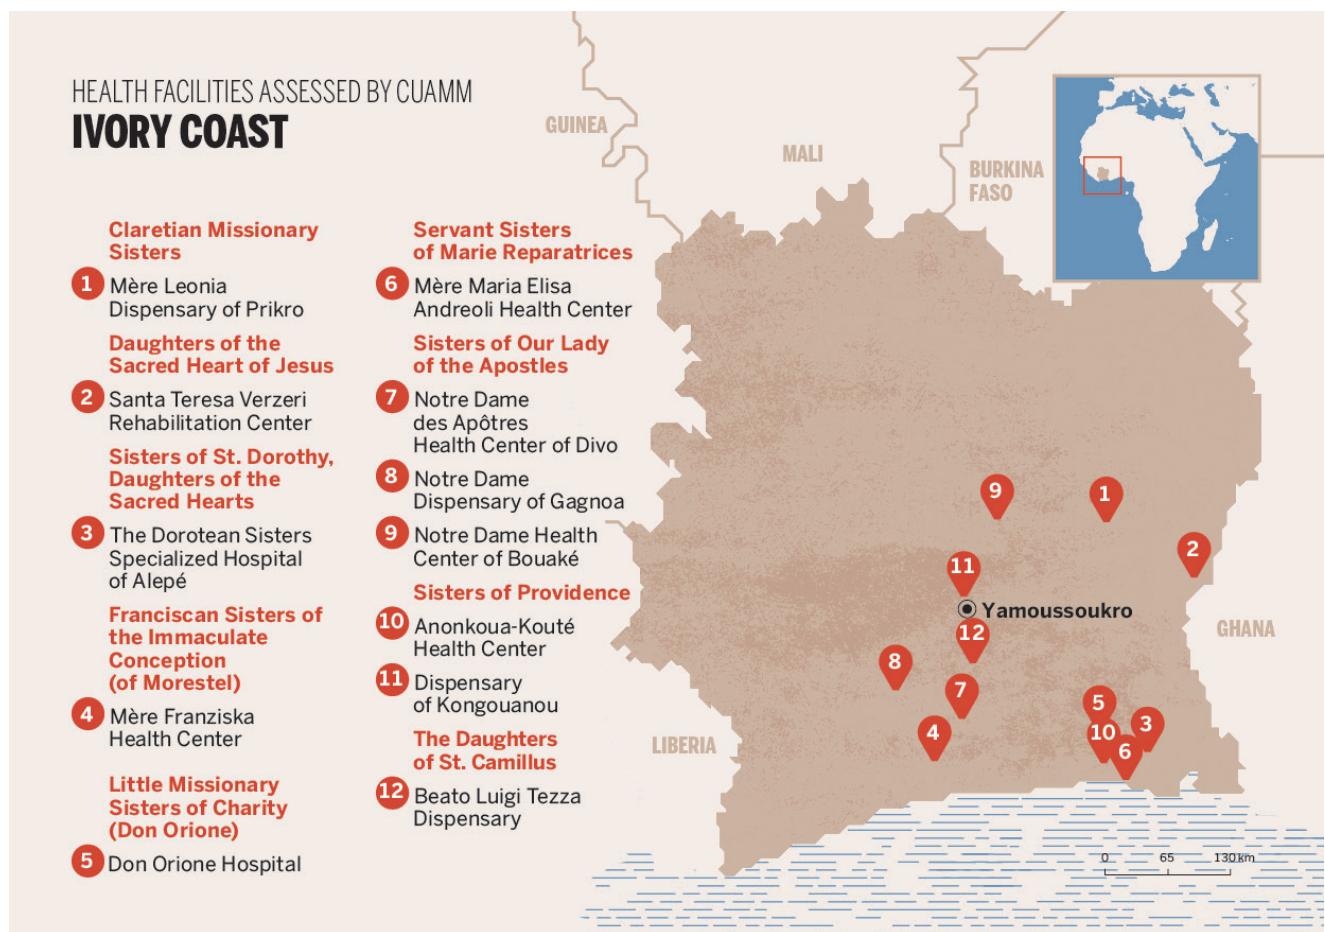 HEALTH FACILITIES ASSESSED BY CUAMM
IVORY COAST
Claretian Missionary
Sisters
1 Mère Leonia
Dispensary of Prikro
Daughters of the
Sacred Heart of Jesus
2 Santa Teresa Verzeri
Rehabilitation Center
Sisters of St. Dorothy,
Daughters of the
Sacred Hearts
3 The Dorotean Sisters
Specialized Hospital
of Alepé
Franciscan Sisters of
the Immaculate
Conception
(of Morestel)
4 Mère Franziska
Health Center
Little Missionary
Sisters of Charity
(Don Orione)
5 Don Orione Hospital
Servant Sisters
of Marie Reparatrices
6 Mère Maria Elisa
Andreoli Health Center
Sisters of Our Lady
of the Apostles
7 Notre Dame
des Apôtres
Health Center of Divo
8 Notre Dame
Dispensary of Gagnoa
9 Notre Dame Health
Center of Bouaké
Sisters of Providence
10 Anonkoua-Kouté
Health Center
11 Dispensary
of Kongouanou
The Daughters
of St. Camillus
12 Beato Luigi Tezza
Dispensary
GUINEA
MALI
BURKINA
FASO
9
1
2
11
Yamoussoukro
12
GHANA
8
7
5
3
4
10
6
LIBERIA
0 65 130 km